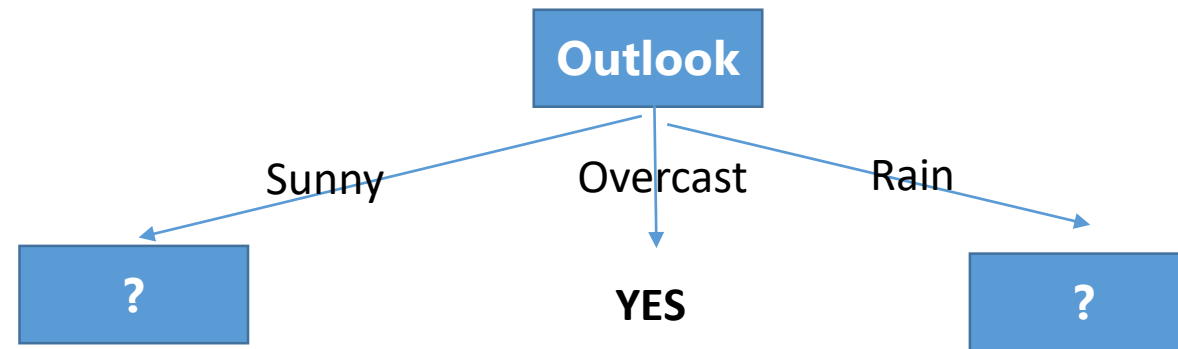 Outlook
Sunny
Overcast
Rain
?
YES
?